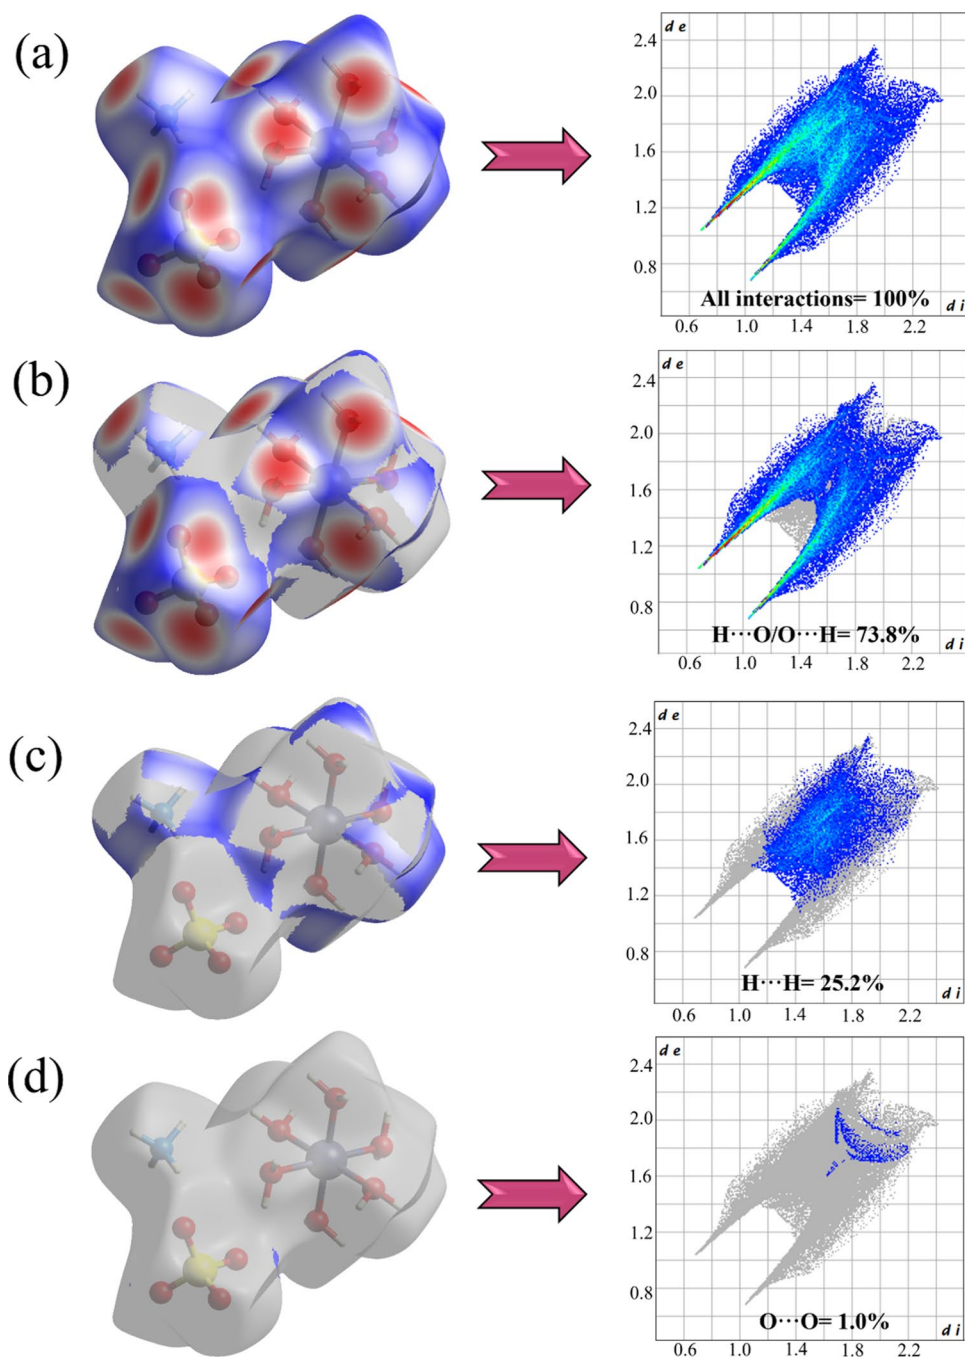 (a)
d e
2.4
2.0
1.6
1.2
0.8
All interactions= 100%
d i
0.6 1.0 1.4 1.8 2.2
(b)
d e
2.4
2.0
1.6
1.2
0.8
H···O/O···H= 73.8%
d i
0.6 1.0 1.4 1.8 2.2
(c)
d e
2.4
2.0
1.6
1.2
0.8
H···H= 25.2%
d i
0.6 1.0 1.4 1.8 2.2
(d)
d e
2.4
2.0
1.6
1.2
0.8
O···O= 1.0%
d i
0.6 1.0 1.4 1.8 2.2